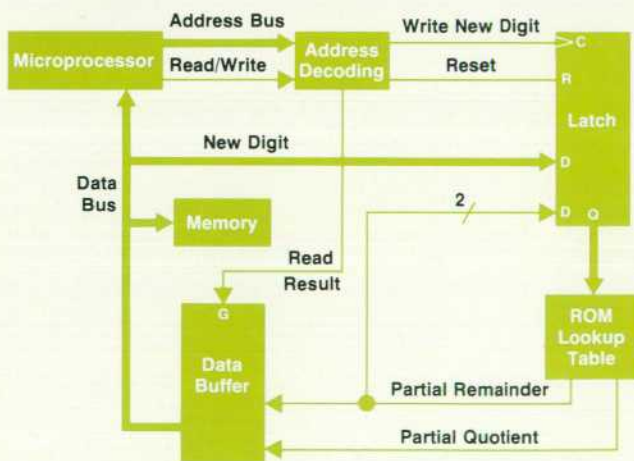 Address Bus
Write New Digit
Microprocessor
Address
Decoding
C
Read/Write
Reset
R
Latch
New Digit
D
Data
Bus
2
D
Q
Memory
Read
Result
G
ROM
Lookup
Table
Data
Buffer
Partial Remainder
Partial Quotient